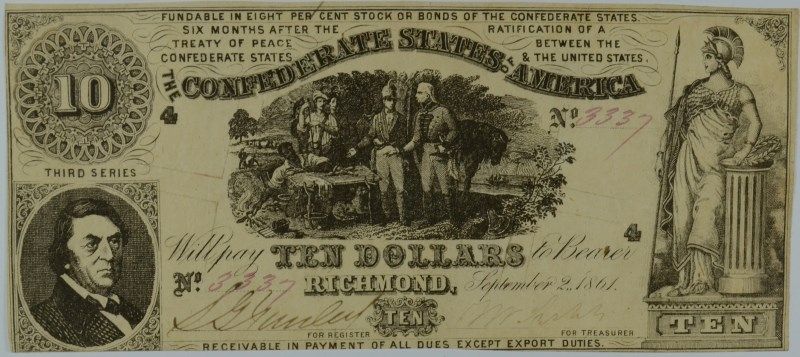 FUNDABLE IN EIGHT PER CENT STOCK OR BONDS OF THE CONFEDERATE STATES.
SIX MONTHS AFTER THE RATIFICATION OF A
TREATY OF PEACE BETWEEN THE
CONFEDERATE STATES & THE UNITED STATES.
THE CONFEDERATE STATES OF AMERICA
10
4
No. 3337
THIRD SERIES
4
Will pay TEN DOLLARS to Bearer
No. 3337 RICHMOND, September 2, 1861.
TEN
TEN
FOR REGISTER FOR TREASURER
RECEIVABLE IN PAYMENT OF ALL DUES EXCEPT EXPORT DUTIES.